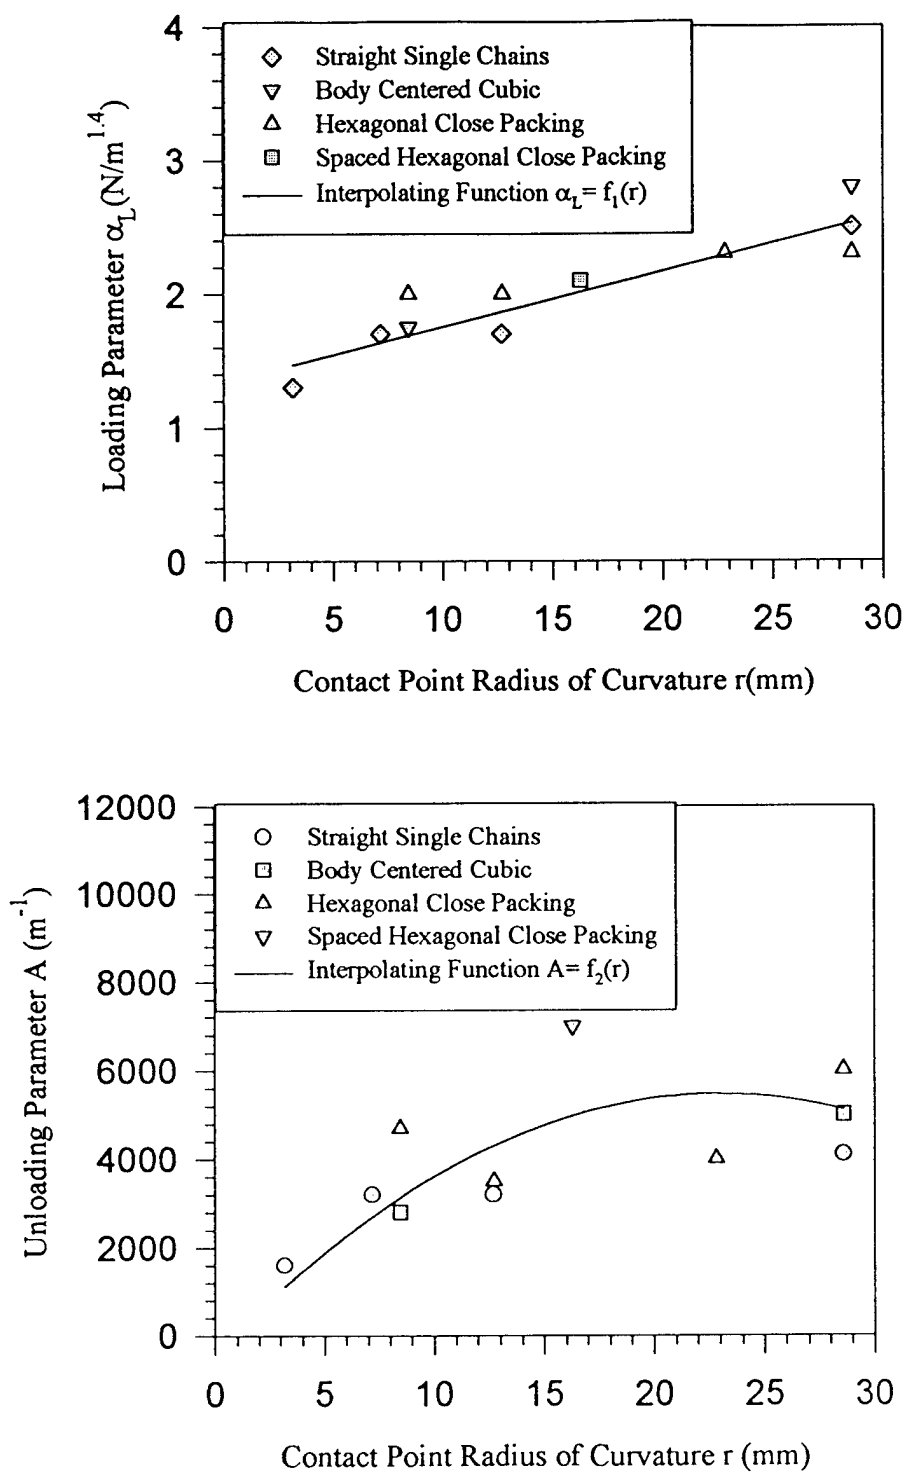 4
3
2
1
0
Loading Parameter α_L(N/m^1.4)
Straight Single Chains
Body Centered Cubic
Hexagonal Close Packing
Spaced Hexagonal Close Packing
Interpolating Function α_L= f_1(r)
0 5 10 15 20 25 30
Contact Point Radius of Curvature r(mm)
12000
10000
8000
6000
4000
2000
0
Unloading Parameter A (m^-1)
Straight Single Chains
Body Centered Cubic
Hexagonal Close Packing
Spaced Hexagonal Close Packing
Interpolating Function A= f_2(r)
0 5 10 15 20 25 30
Contact Point Radius of Curvature r (mm)